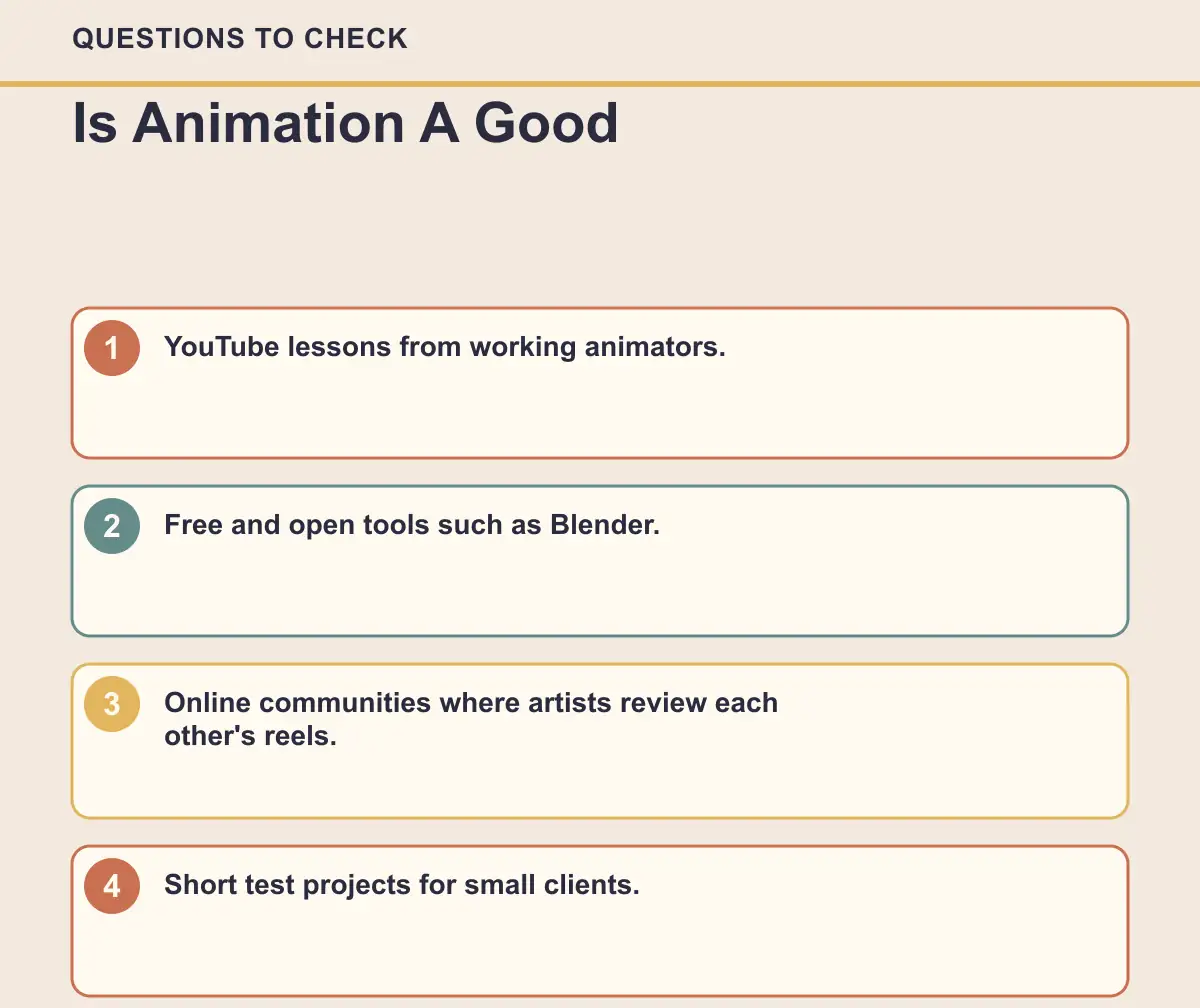 QUESTIONS TO CHECK
Is Animation A Good
1
YouTube lessons from working animators.
2
Free and open tools such as Blender.
3
Online communities where artists review each
other's reels.
4
Short test projects for small clients.